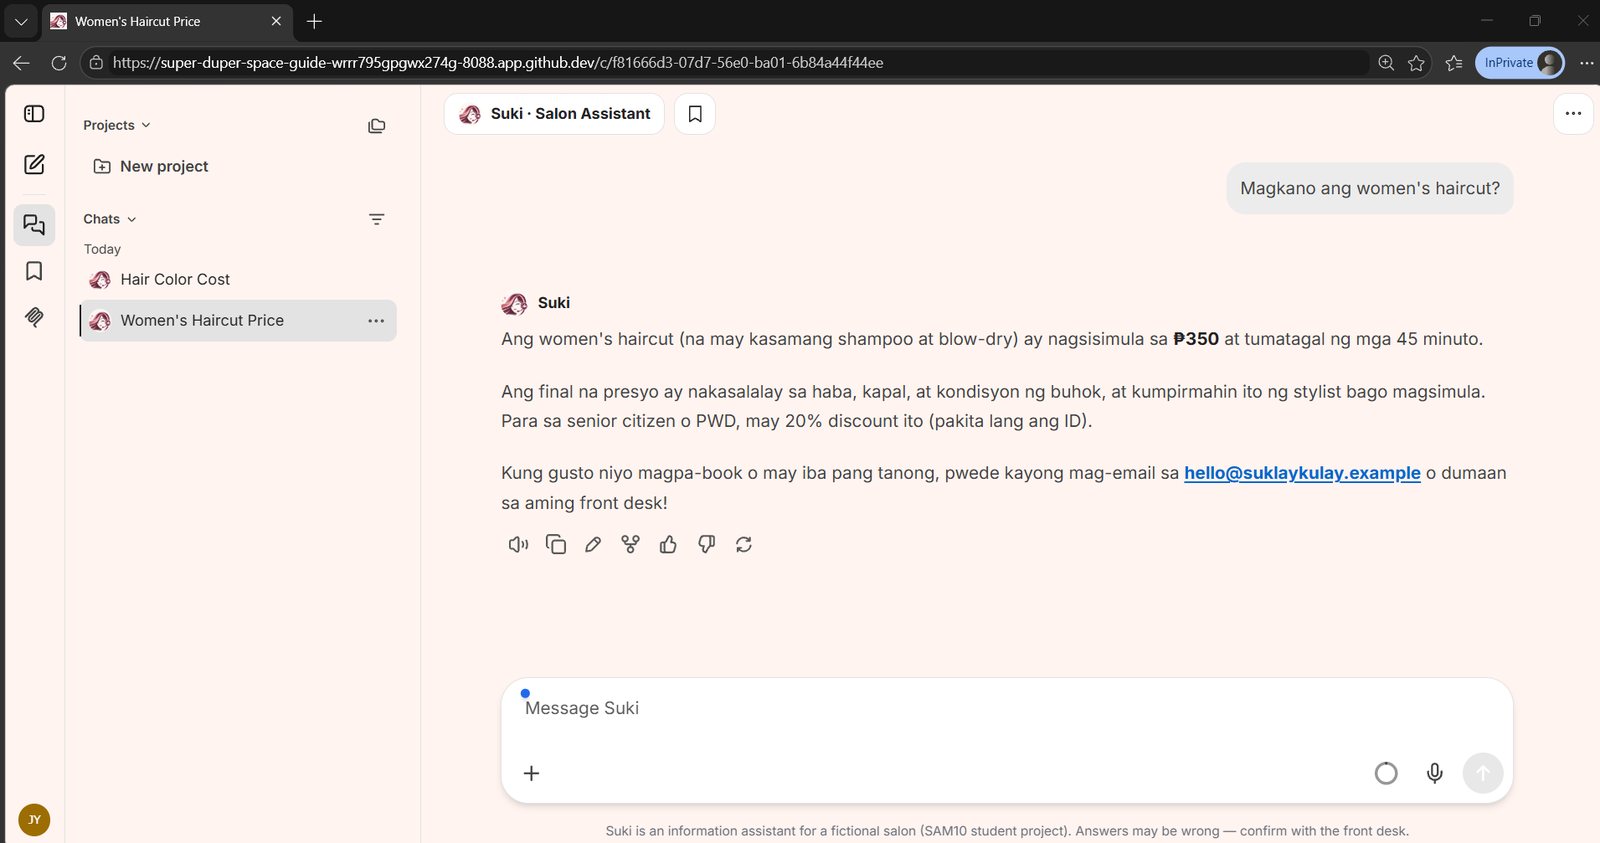 Women's Haircut Price
https://super-duper-space-guide-wrrr795gpgwx274g-8088.app.github.dev/c/f81666d3-07d7-56e0-ba01-6b84a44f44ee
InPrivate
Projects
New project
Chats
Today
Hair Color Cost
Women's Haircut Price
JY
Suki · Salon Assistant
Magkano ang women's haircut?
Suki
Ang women's haircut (na may kasamang shampoo at blow-dry) ay nagsisimula sa ₱350 at tumatagal ng mga 45 minuto.
Ang final na presyo ay nakasalalay sa haba, kapal, at kondisyon ng buhok, at kumpirmahin ito ng stylist bago magsimula.
Para sa senior citizen o PWD, may 20% discount ito (pakita lang ang ID).
Kung gusto niyo magpa-book o may iba pang tanong, pwede kayong mag-email sa hello@suklaykulay.example o dumaan
sa aming front desk!
Message Suki
Suki is an information assistant for a fictional salon (SAM10 student project). Answers may be wrong — confirm with the front desk.